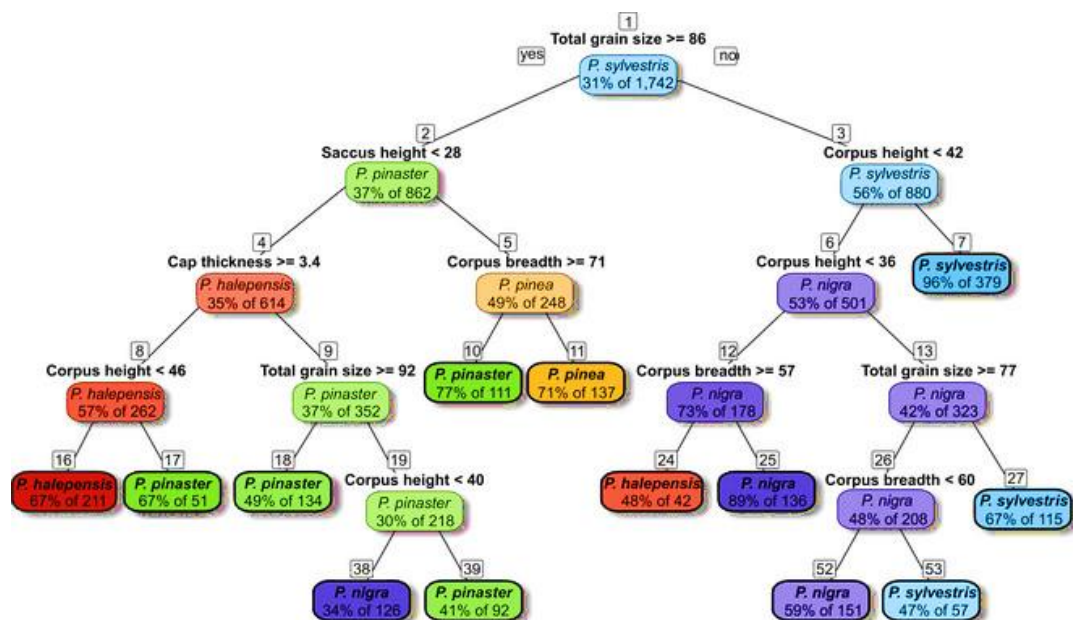 1
Total grain size >= 86
yes
no
P. sylvestris
31% of 1,742
2
Saccus height < 28
P. pinaster
37% of 862
3
Corpus height < 42
P. sylvestris
56% of 880
4
Cap thickness >= 3.4
P. halepensis
35% of 614
5
Corpus breadth >= 71
P. pinea
49% of 248
6
Corpus height < 36
P. nigra
53% of 501
7
P. sylvestris
96% of 379
8
Corpus height < 46
P. halepensis
57% of 262
9
Total grain size >= 92
P. pinaster
37% of 352
10
P. pinaster
77% of 111
11
P. pinea
71% of 137
12
Corpus breadth >= 57
P. nigra
73% of 178
13
Total grain size >= 77
P. nigra
42% of 323
16
P. halepensis
67% of 211
17
P. pinaster
67% of 51
18
P. pinaster
49% of 134
19
Corpus height < 40
P. pinaster
30% of 218
24
P. halepensis
48% of 42
25
P. nigra
89% of 136
26
Corpus breadth < 60
P. nigra
48% of 208
27
P. sylvestris
67% of 115
38
P. nigra
34% of 126
39
P. pinaster
41% of 92
52
P. nigra
59% of 151
53
P. sylvestris
47% of 57